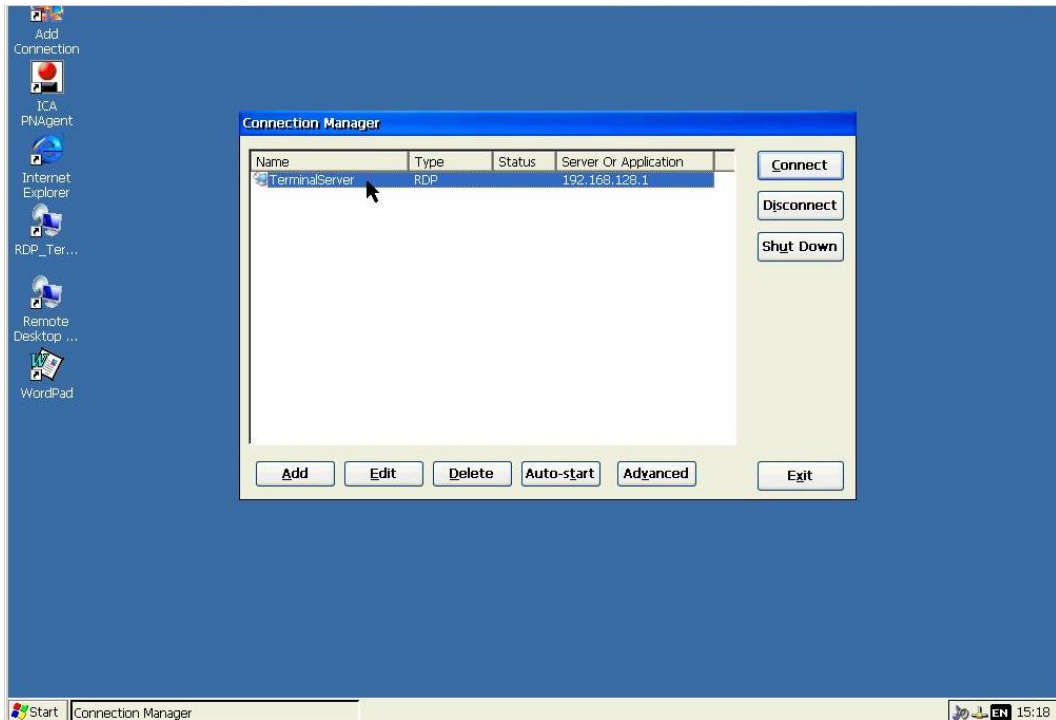 Add
Connection
ICA
PNAgent
Internet
Explorer
RDP_Ter...
Remote
Desktop ...
WordPad
Connection Manager
Name Type Status Server Or Application
TerminalServer RDP 192.168.128.1
Connect
Disconnect
Shut Down
Add Edit Delete Auto-start Advanced Exit
Start Connection Manager EN 15:18